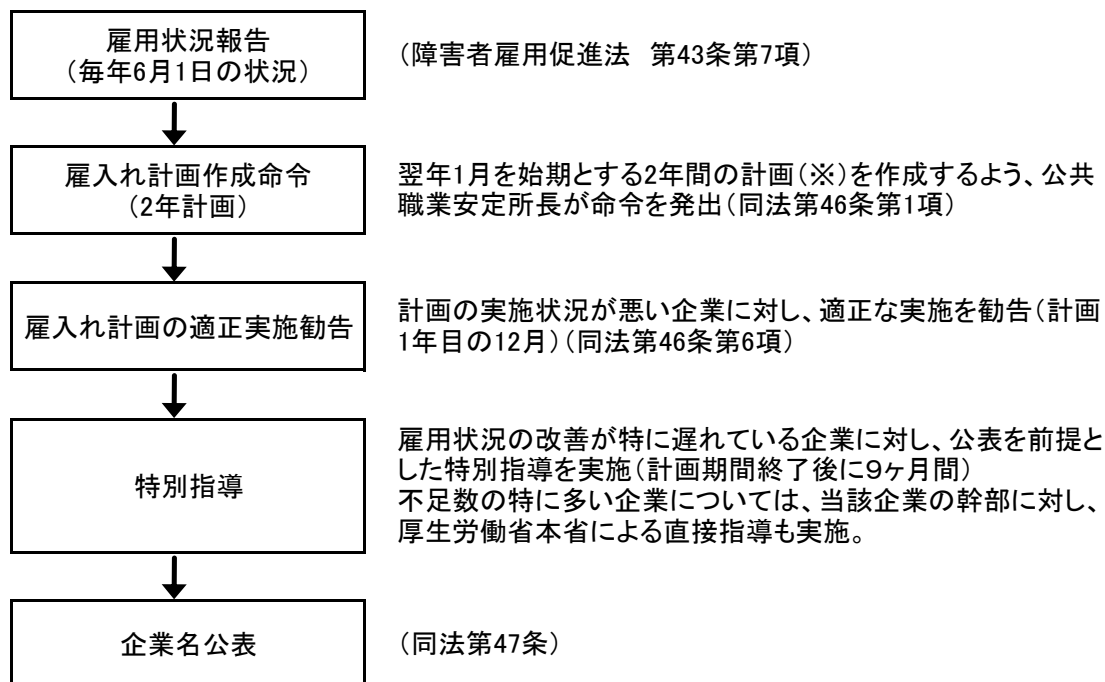 雇用状況報告
（毎年6月1日の状況）
（障害者雇用促進法　第43条第7項）
雇入れ計画作成命令
（2年計画）
翌年1月を始期とする2年間の計画（※）を作成するよう、公共
職業安定所長が命令を発出（同法第46条第1項）
雇入れ計画の適正実施勧告
計画の実施状況が悪い企業に対し、適正な実施を勧告（計画
1年目の12月）（同法第46条第6項）
特別指導
雇用状況の改善が特に遅れている企業に対し、公表を前提と
した特別指導を実施（計画期間終了後に９ヶ月間）
不足数の特に多い企業については、当該企業の幹部に対し、
厚生労働省本省による直接指導も実施。
企業名公表
（同法第47条）